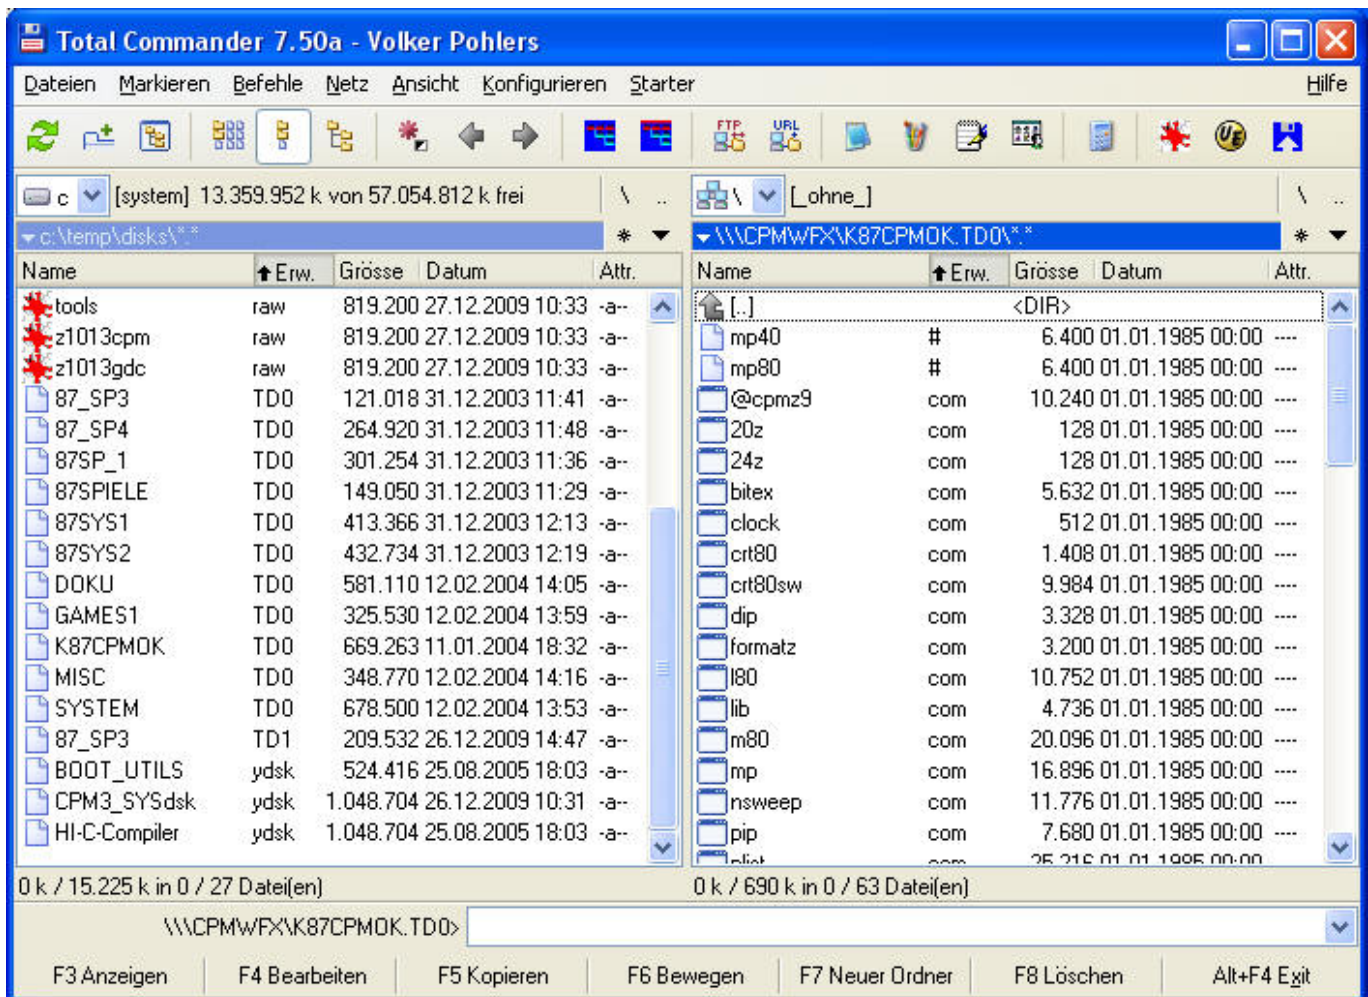 Total Commander 7.50a - Volker Pohlers
Dateien Markieren Befehle Netz Ansicht Konfigurieren Starter Hilfe
FTP URL UE
c [system] 13.359.952 k von 57.054.812 k frei \ ..
\ [_ohne_] \ ..
c:\temp\disks\*.* *
\\\CPMWFX\K87CPMOK.TD0\*.* *
Name Erw. Grösse Datum Attr.
tools raw 819.200 27.12.2009 10:33 -a--
z1013cpm raw 819.200 27.12.2009 10:33 -a--
z1013gdc raw 819.200 27.12.2009 10:33 -a--
87_SP3 TD0 121.018 31.12.2003 11:41 -a--
87_SP4 TD0 264.920 31.12.2003 11:48 -a--
87SP_1 TD0 301.254 31.12.2003 11:36 -a--
87SPIELE TD0 149.050 31.12.2003 11:29 -a--
87SYS1 TD0 413.366 31.12.2003 12:13 -a--
87SYS2 TD0 432.734 31.12.2003 12:19 -a--
DOKU TD0 581.110 12.02.2004 14:05 -a--
GAMES1 TD0 325.530 12.02.2004 13:59 -a--
K87CPMOK TD0 669.263 11.01.2004 18:32 -a--
MISC TD0 348.770 12.02.2004 14:16 -a--
SYSTEM TD0 678.500 12.02.2004 13:53 -a--
87_SP3 TD1 209.532 26.12.2009 14:47 -a--
BOOT_UTILS ydsk 524.416 25.08.2005 18:03 -a--
CPM3_SYSdsk ydsk 1.048.704 26.12.2009 10:31 -a--
HI-C-Compiler ydsk 1.048.704 25.08.2005 18:03 -a--
0 k / 15.225 k in 0 / 27 Datei(en)
Name Erw. Grösse Datum Attr.
[..] <DIR>
mp40 # 6.400 01.01.1985 00:00 ----
mp80 # 6.400 01.01.1985 00:00 ----
@cpmz9 com 10.240 01.01.1985 00:00 ----
20z com 128 01.01.1985 00:00 ----
24z com 128 01.01.1985 00:00 ----
bitex com 5.632 01.01.1985 00:00 ----
clock com 512 01.01.1985 00:00 ----
crt80 com 1.408 01.01.1985 00:00 ----
crt80sw com 9.984 01.01.1985 00:00 ----
dip com 3.328 01.01.1985 00:00 ----
formatz com 3.200 01.01.1985 00:00 ----
l80 com 10.752 01.01.1985 00:00 ----
lib com 4.736 01.01.1985 00:00 ----
m80 com 20.096 01.01.1985 00:00 ----
mp com 16.896 01.01.1985 00:00 ----
nsweep com 11.776 01.01.1985 00:00 ----
pip com 7.680 01.01.1985 00:00 ----
0 k / 690 k in 0 / 63 Datei(en)
\\\CPMWFX\K87CPMOK.TD0>
F3 Anzeigen F4 Bearbeiten F5 Kopieren F6 Bewegen F7 Neuer Ordner F8 Löschen Alt+F4 Exit